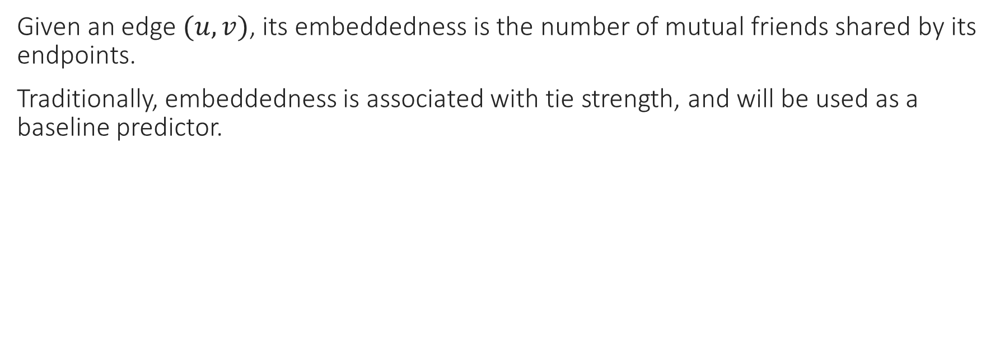 Given an edge (u, v), its embeddedness is the number of mutual friends shared by its
endpoints.
Traditionally, embeddedness is associated with tie strength, and will be used as a
baseline predictor.